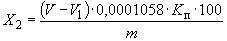 X₂ = (V – V₁) · 0,0001058 · Kп · 100 / m